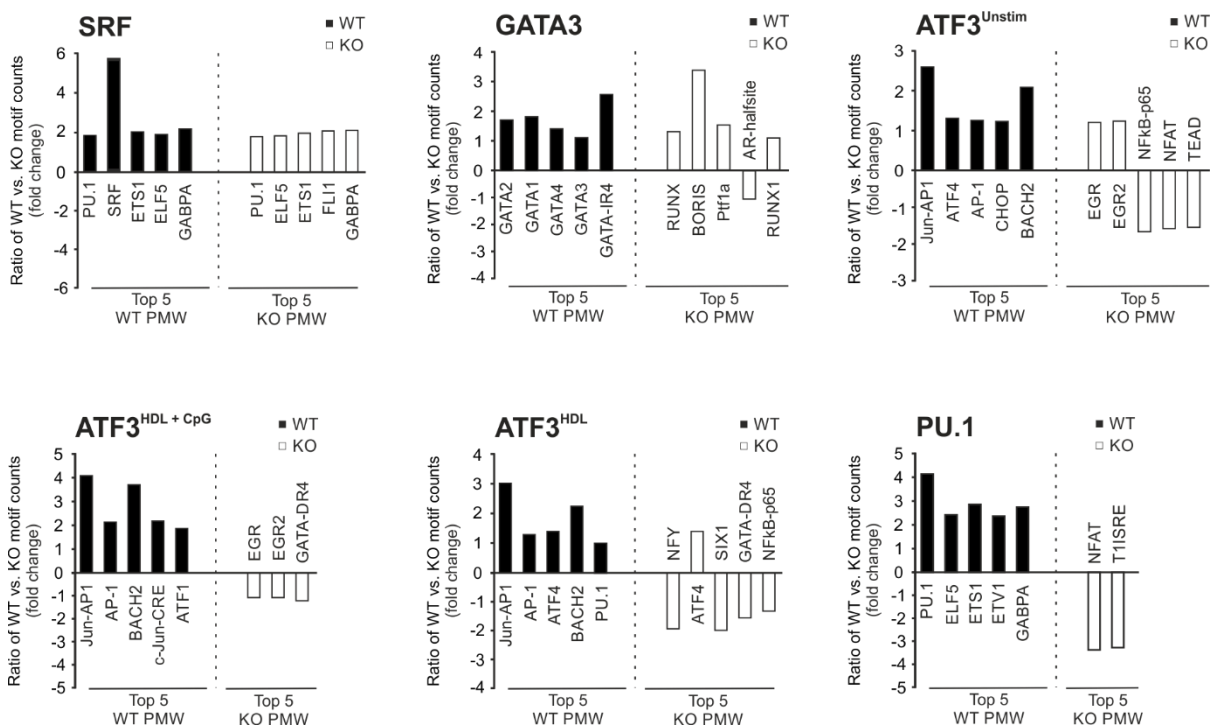 SRF
WT
KO
Ratio of WT vs. KO motif counts
(fold change)
6
4
2
0
-2
-4
-6
PU.1
SRF
ETS1
ELF5
GABPA
PU.1
ELF5
ETS1
FLI1
GABPA
Top 5
WT PMW
Top 5
KO PMW
GATA3
WT
KO
Ratio of WT vs. KO motif counts
(fold change)
4
3
2
1
0
-1
-2
-3
-4
GATA2
GATA1
GATA4
GATA3
GATA-IR4
RUNX
BORIS
Ptf1a
AR-halfsite
RUNX1
Top 5
WT PMW
Top 5
KO PMW
ATF3Unstim
WT
KO
Ratio of WT vs. KO motif counts
(fold change)
3
2
1
0
-1
-2
-3
Jun-AP1
ATF4
AP-1
CHOP
BACH2
EGR
EGR2
NFkB-p65
NFAT
TEAD
Top 5
WT PMW
Top 5
KO PMW
ATF3HDL + CpG
WT
KO
Ratio of WT vs. KO motif counts
(fold change)
5
4
3
2
1
0
-1
-2
-3
-4
-5
Jun-AP1
AP-1
BACH2
c-Jun-CRE
ATF1
EGR
EGR2
GATA-DR4
Top 5
WT PMW
Top 5
KO PMW
ATF3HDL
WT
KO
Ratio of WT vs. KO motif counts
(fold change)
4
3
2
1
0
-1
-2
-3
-4
Jun-AP1
AP-1
ATF4
BACH2
PU.1
NFY
ATF4
SIX1
GATA-DR4
NFkB-p65
Top 5
WT PMW
Top 5
KO PMW
PU.1
WT
KO
Ratio of WT vs. KO motif counts
(fold change)
5
4
3
2
1
0
-1
-2
-3
-4
-5
PU.1
ELF5
ETS1
ETV1
GABPA
NFAT
T1ISRE
Top 5
WT PMW
Top 5
KO PMW